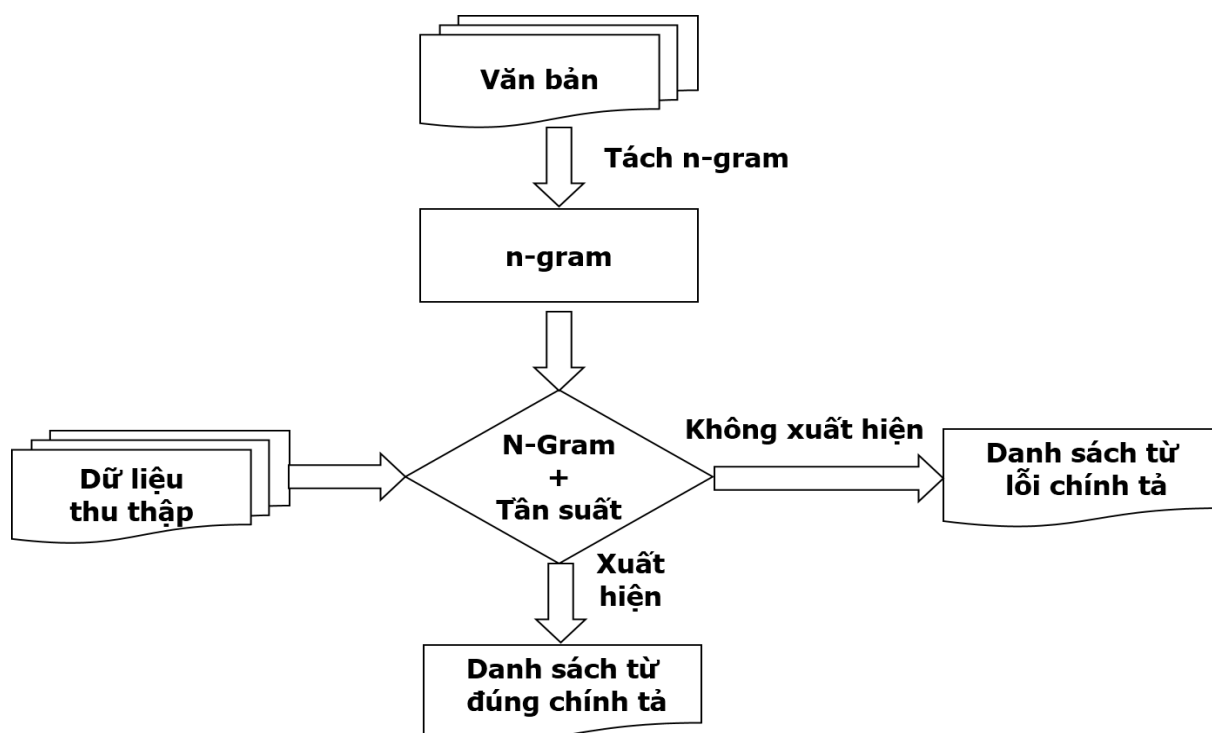 Văn bản
Tách n-gram
n-gram
N-Gram
+
Tần suất
Không xuất hiện
Danh sách từ
lỗi chính tả
Dữ liệu
thu thập
Xuất
hiện
Danh sách từ
đúng chính tả